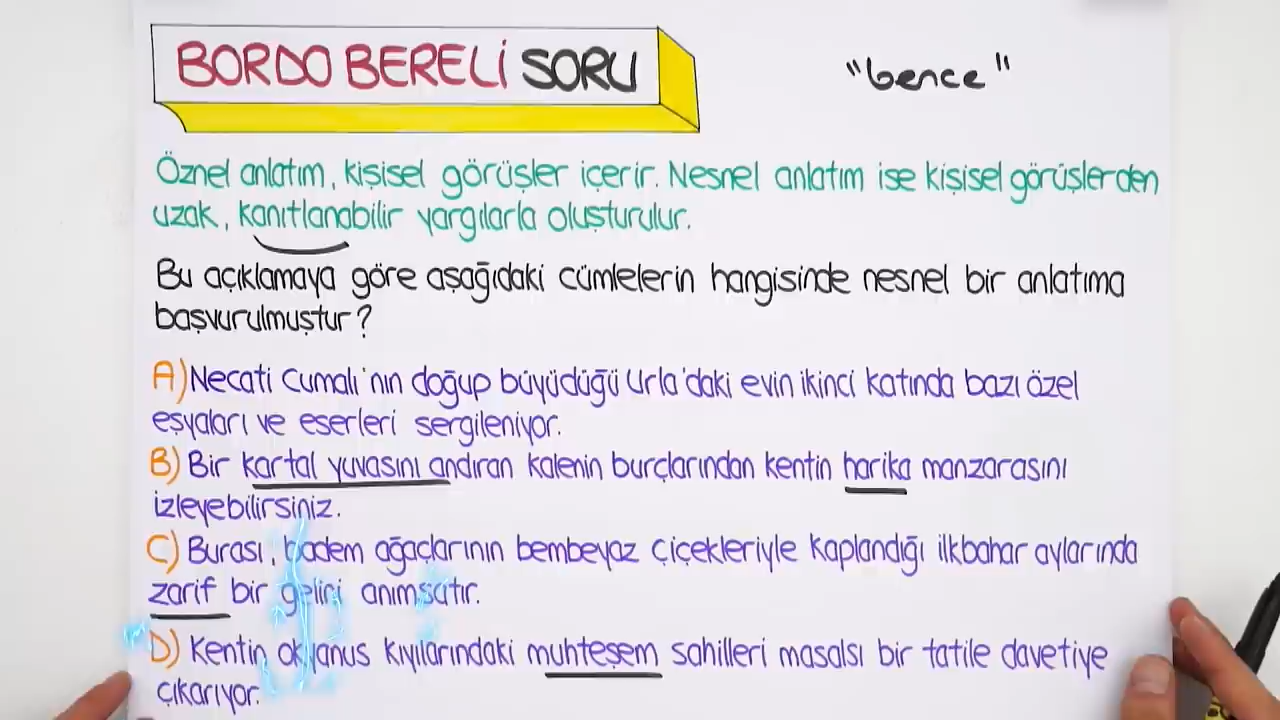 BORDO BERELİ SORU
"bence"
Öznel anlatım, kişisel görüşler içerir. Nesnel anlatım ise kişisel görüşlerden
uzak, kanıtlanabilir yargılarla oluşturulur.
Bu açıklamaya göre aşağıdaki cümlelerin hangisinde nesnel bir anlatıma
başvurulmuştur?
A) Necati Cumalı'nın doğup büyüdüğü Urla'daki evin ikinci katında bazı özel
eşyaları ve eserleri sergileniyor.
B) Bir kartal yuvasını andıran kalenin burçlarından kentin harika manzarasını
izleyebilirsiniz.
C) Burası, badem ağaçlarının bembeyaz çiçekleriyle kaplandığı ilkbahar aylarında
zarif bir gelini anımsatır.
D) Kentin okyanus kıyılarındaki muhteşem sahilleri masalsı bir tatile davetiye
çıkarıyor.